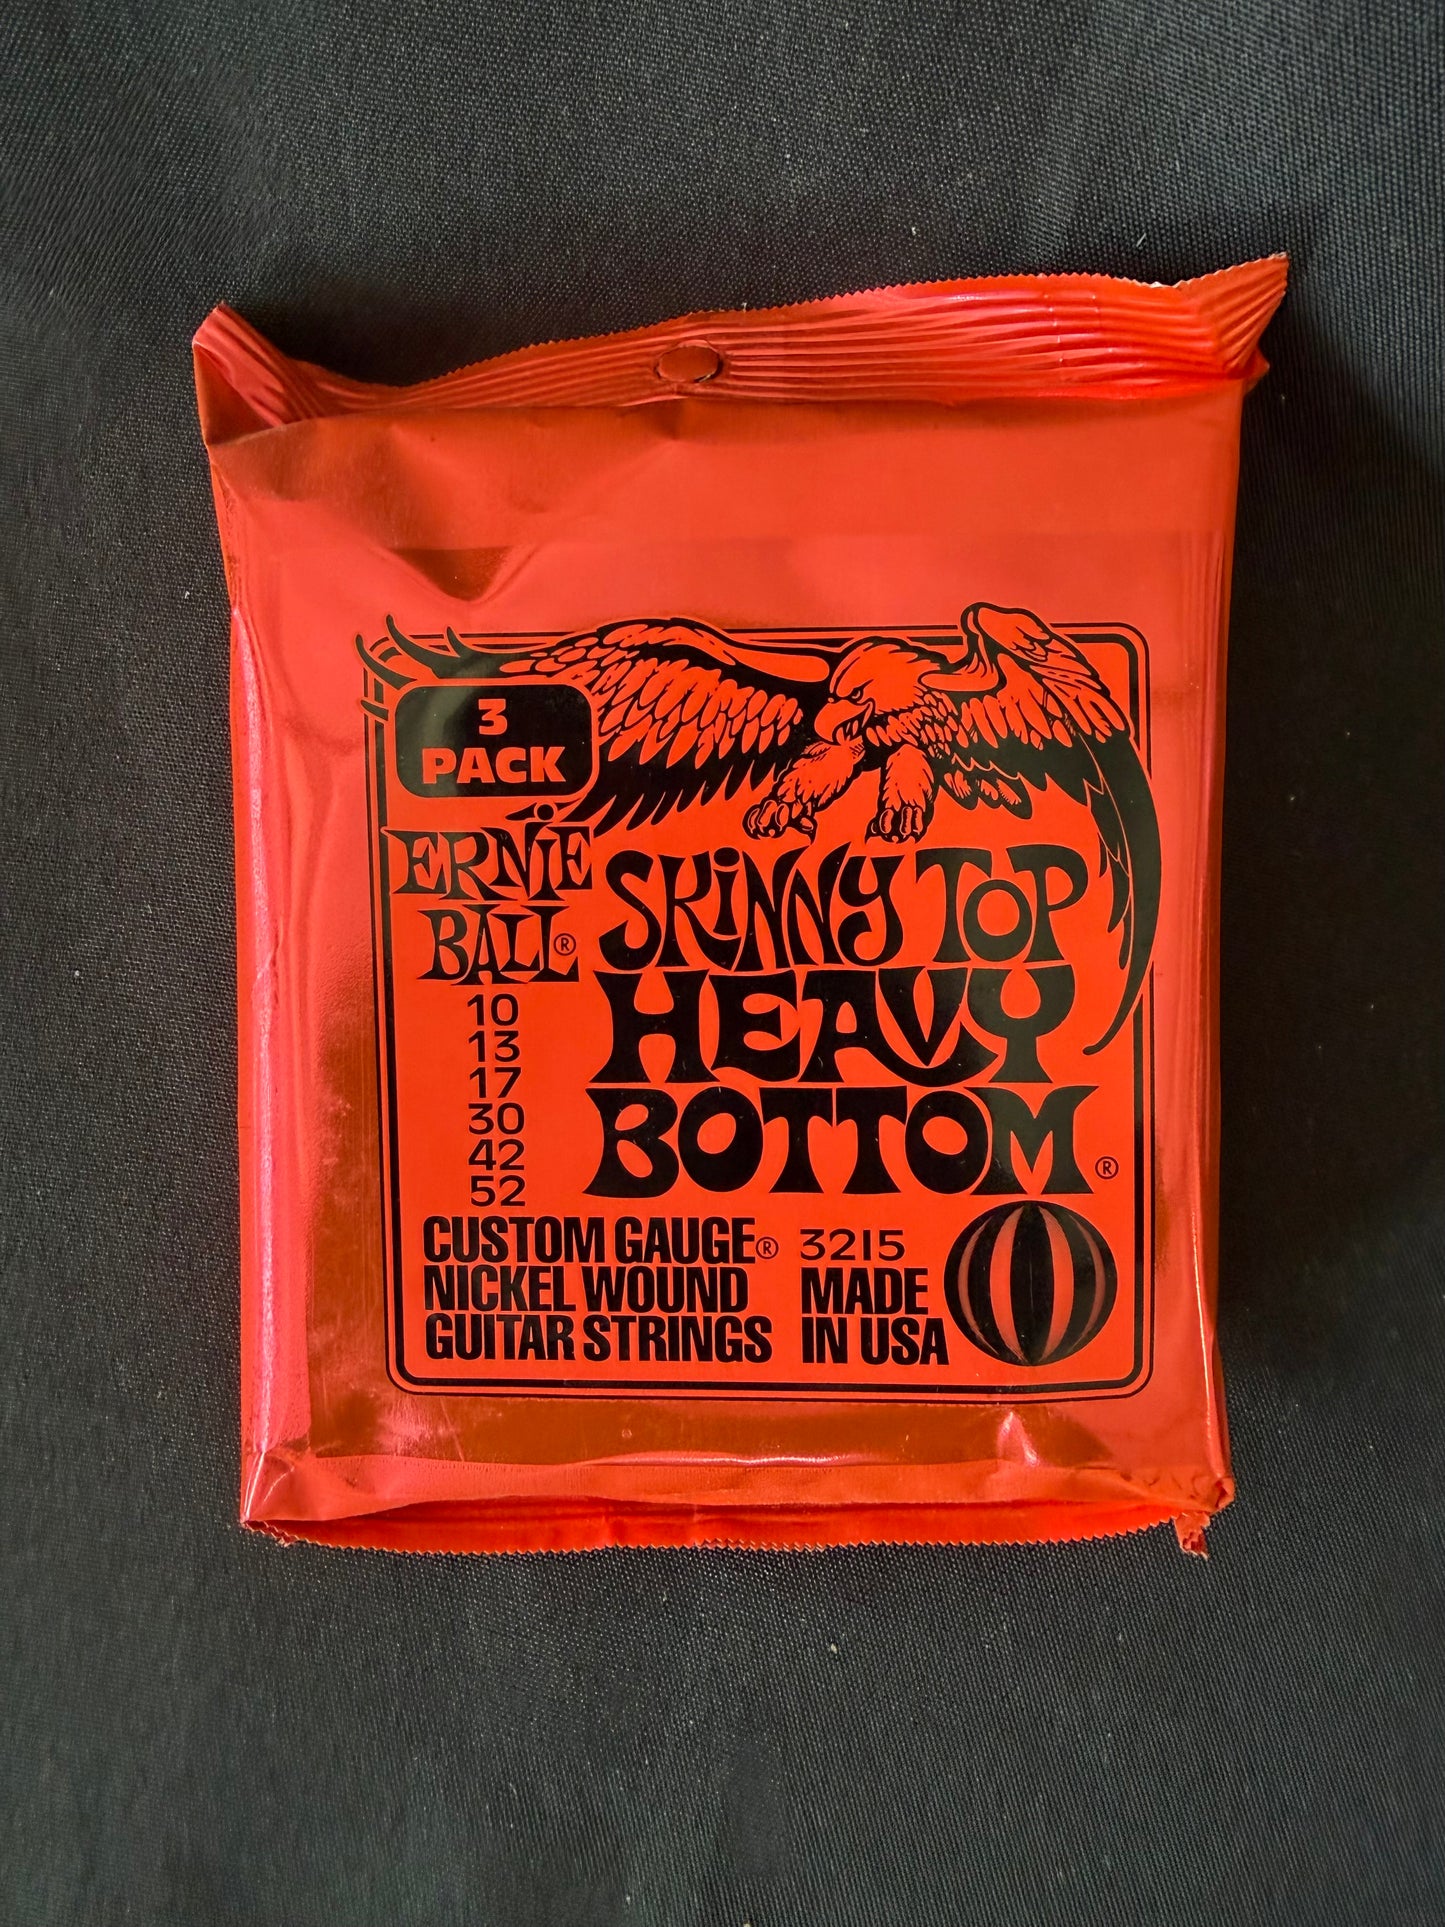 3
PACK
ERNIE
BALL®
10
13
17
30
42
52
SKINNY TOP
HEAVY
BOTTOM®
CUSTOM GAUGE®
NICKEL WOUND
GUITAR STRINGS
3215
MADE
IN USA